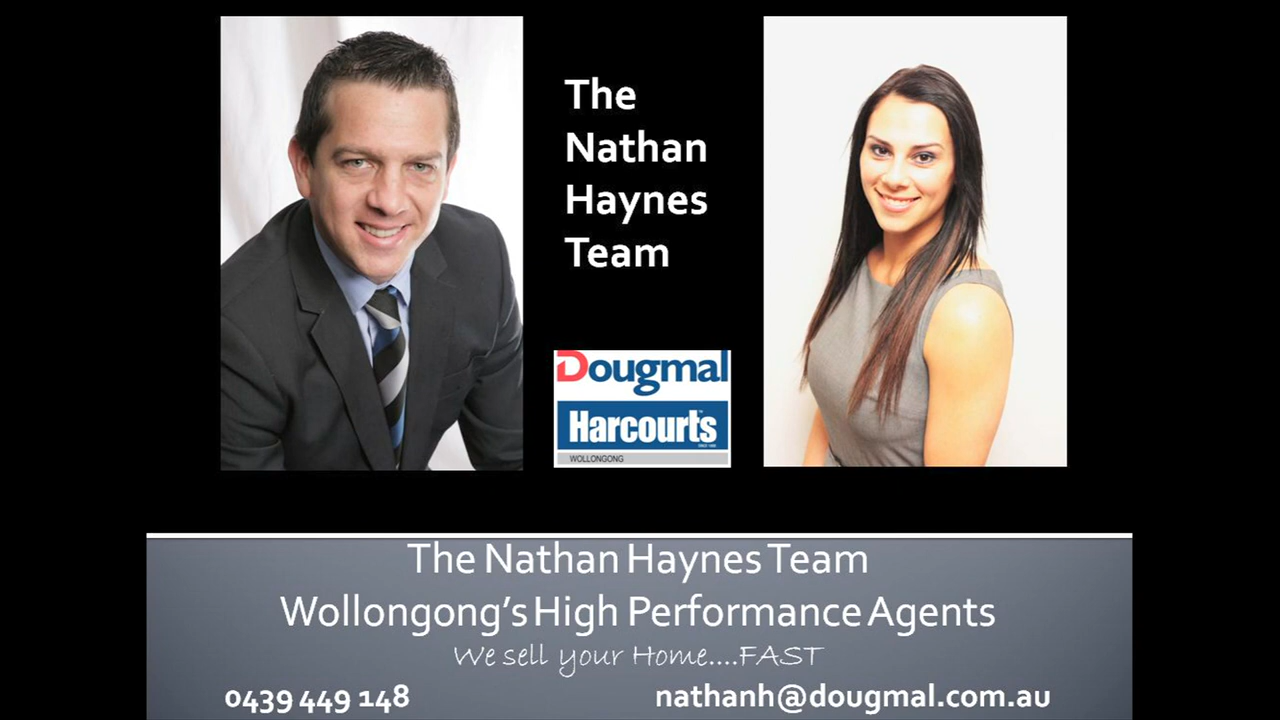 The
Nathan
Haynes
Team
Dougmal
Harcourts
WOLLONGONG
The Nathan Haynes Team
Wollongong's High Performance Agents
We sell your Home....FAST
0439 449 148
nathanh@dougmal.com.au